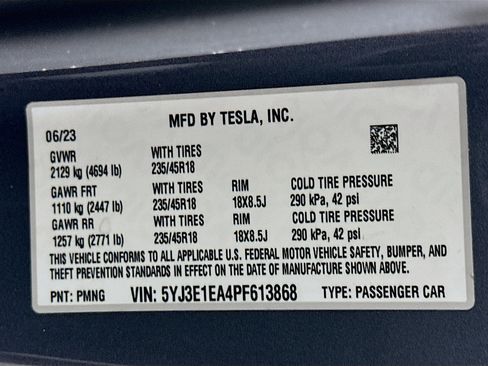 MFD BY TESLA, INC.
06/23
GVWR WITH TIRES
2129 kg (4694 lb) 235/45R18
GAWR FRT WITH TIRES RIM COLD TIRE PRESSURE
1110 kg (2447 lb) 235/45R18 18X8.5J 290 kPa, 42 psi
GAWR RR WITH TIRES RIM COLD TIRE PRESSURE
1257 kg (2771 lb) 235/45R18 18X8.5J 290 kPa, 42 psi
THIS VEHICLE CONFORMS TO ALL APPLICABLE U.S. FEDERAL MOTOR VEHICLE SAFETY, BUMPER, AND
THEFT PREVENTION STANDARDS IN EFFECT ON THE DATE OF MANUFACTURE SHOWN ABOVE.
PNT: PMNG VIN: 5YJ3E1EA4PF613868 TYPE: PASSENGER CAR